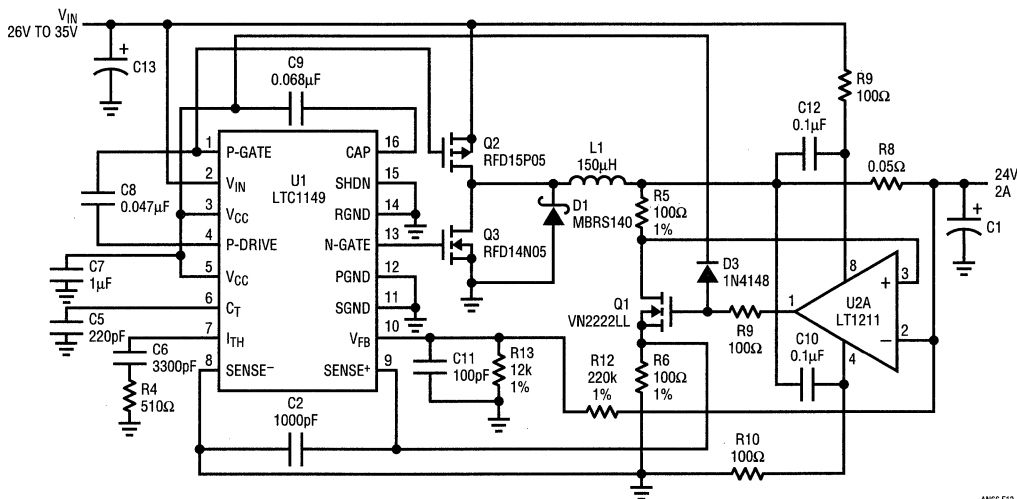 VIN
26V TO 35V
C13
C9
0.068µF
R9
100Ω
C12
0.1µF
R8
0.05Ω
24V
2A
C1
C8
0.047µF
1
P-GATE
2
VIN
3
VCC
4
P-DRIVE
5
VCC
6
CT
7
ITH
8
SENSE−
U1
LTC1149
CAP
16
SHDN
15
RGND
14
N-GATE
13
PGND
12
SGND
11
VFB
10
SENSE+
9
Q2
RFD15P05
Q3
RFD14N05
L1
150µH
D1
MBRS140
R5
100Ω
1%
D3
1N4148
Q1
VN2222LL
R9
100Ω
8
3
+
1
U2A
LT1211
2
−
4
C10
0.1µF
C7
1µF
C5
220pF
C6
3300pF
R4
510Ω
C11
100pF
R13
12k
1%
R12
220k
1%
R6
100Ω
1%
C2
1000pF
R10
100Ω